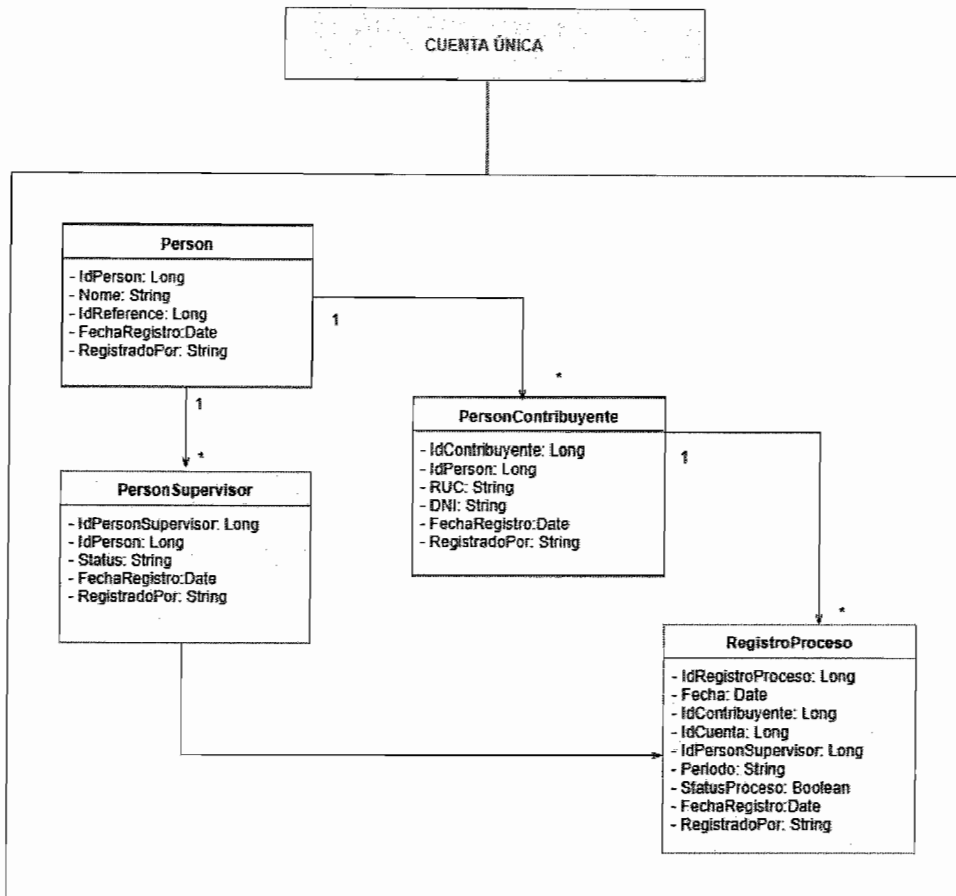 CUENTA ÚNICA
Person
- IdPerson: Long
- Nome: String
- IdReference: Long
- FechaRegistro:Date
- RegistradoPor: String
1
*
1
*
PersonContribuyente
- IdContribuyente: Long
- IdPerson: Long
- RUC: String
- DNI: String
- FechaRegistro:Date
- RegistradoPor: String
1
*
PersonSupervisor
- IdPersonSupervisor: Long
- IdPerson: Long
- Status: String
- FechaRegistro:Date
- RegistradoPor: String
RegistroProceso
- IdRegistroProceso: Long
- Fecha: Date
- IdContribuyente: Long
- IdCuenta: Long
- IdPersonSupervisor: Long
- Periodo: String
- StatusProceso: Boolean
- FechaRegistro:Date
- RegistradoPor: String